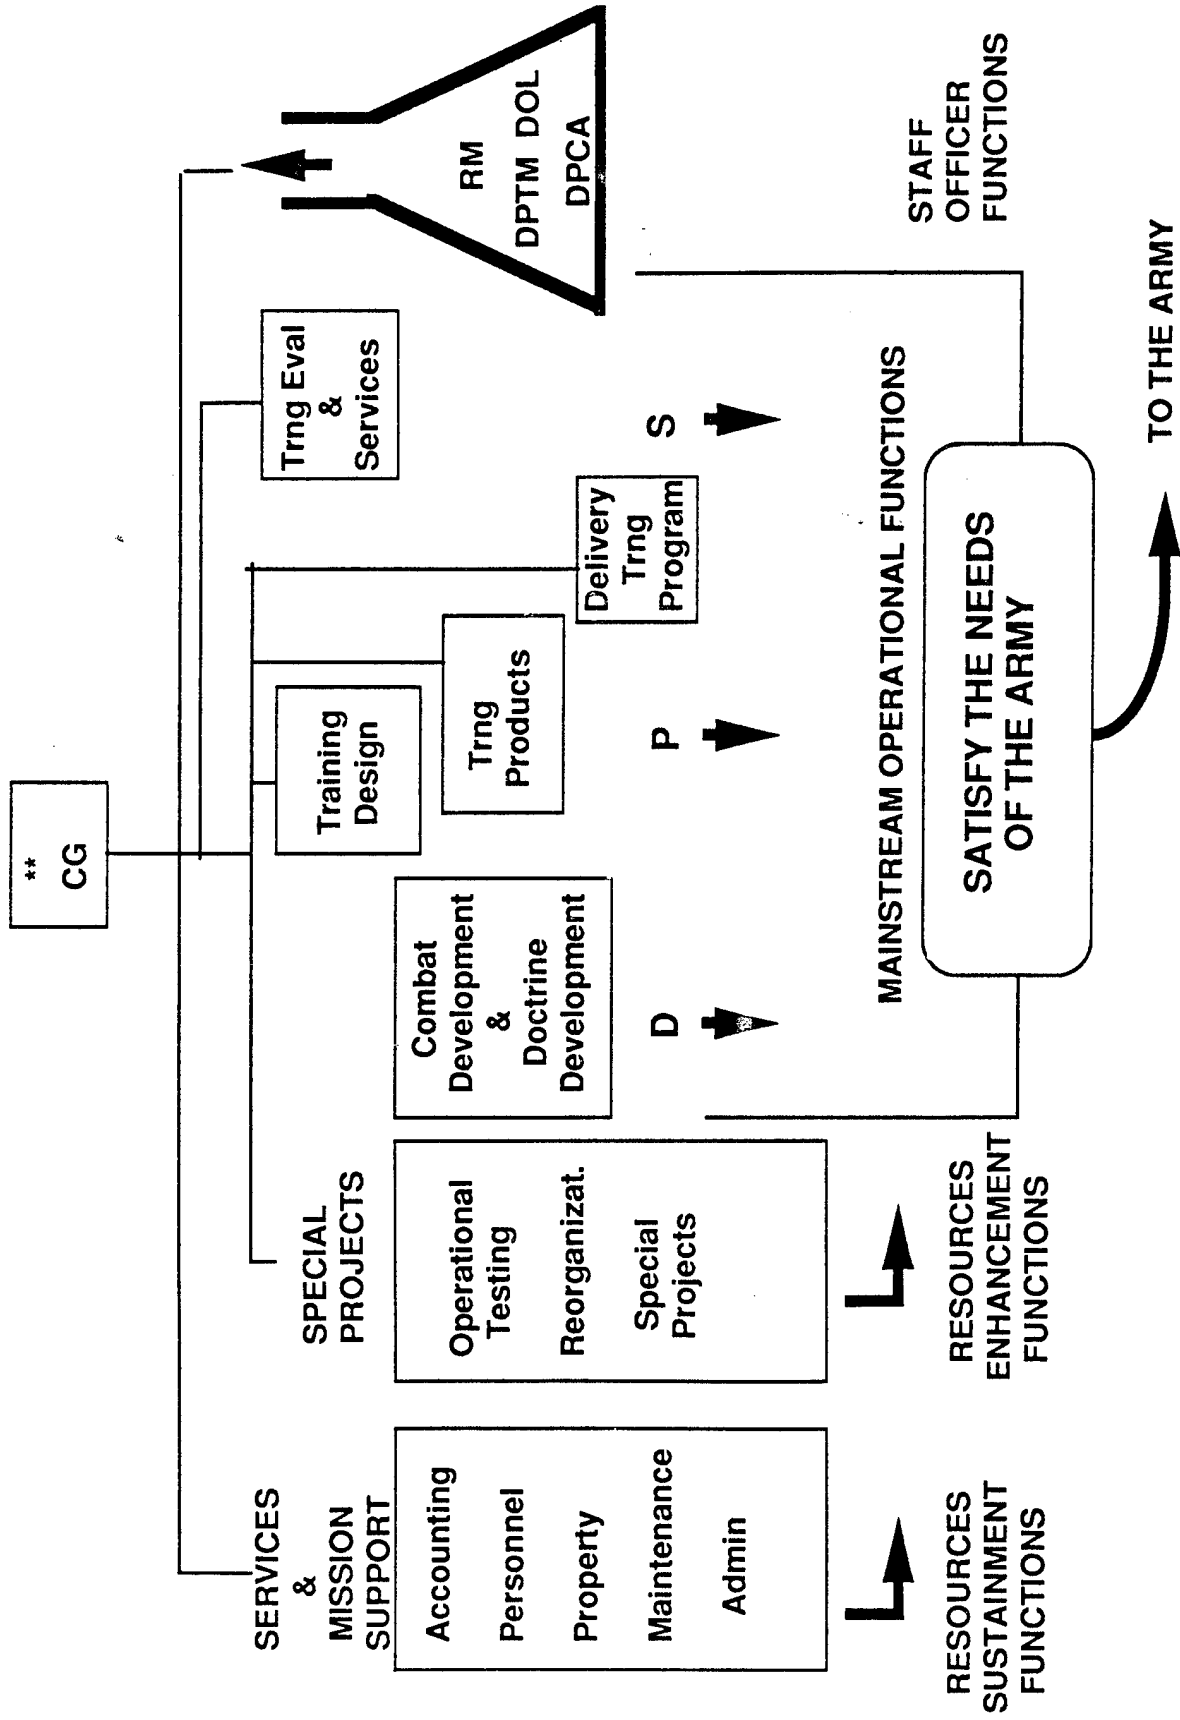 **
CG
SERVICES
&
MISSION
SUPPORT
Accounting
Personnel
Property
Maintenance
Admin
RESOURCES
SUSTAINMENT
FUNCTIONS
SPECIAL
PROJECTS
Operational
Testing
Reorganizat.
Special
Projects
RESOURCES
ENHANCEMENT
FUNCTIONS
Combat
Development
&
Doctrine
Development
D
Training
Design
Trng
Products
P
Delivery
Trng
Program
Trng Eval
&
Services
S
MAINSTREAM OPERATIONAL FUNCTIONS
SATISFY THE NEEDS
OF THE ARMY
RM
DPTM DOL
DPCA
STAFF
OFFICER
FUNCTIONS
TO THE ARMY